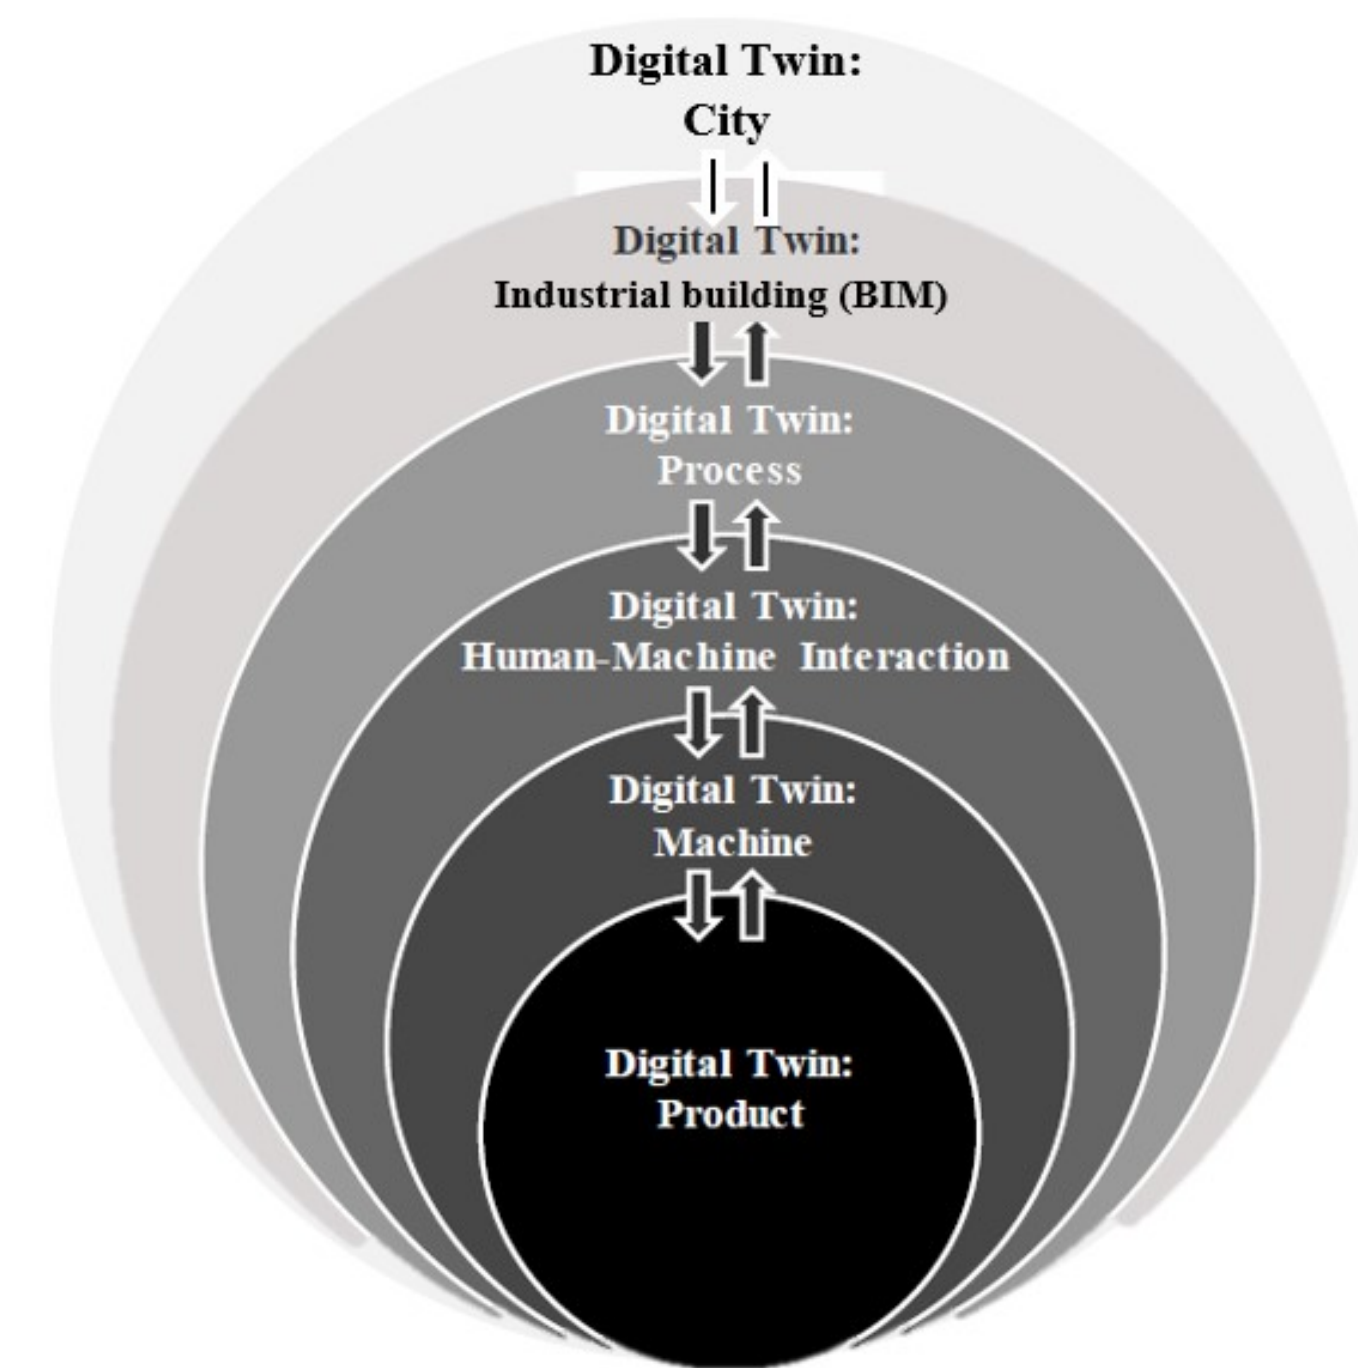 Digital Twin:
City
Digital Twin:
Industrial building (BIM)
Digital Twin:
Process
Digital Twin:
Human-Machine Interaction
Digital Twin:
Machine
Digital Twin:
Product